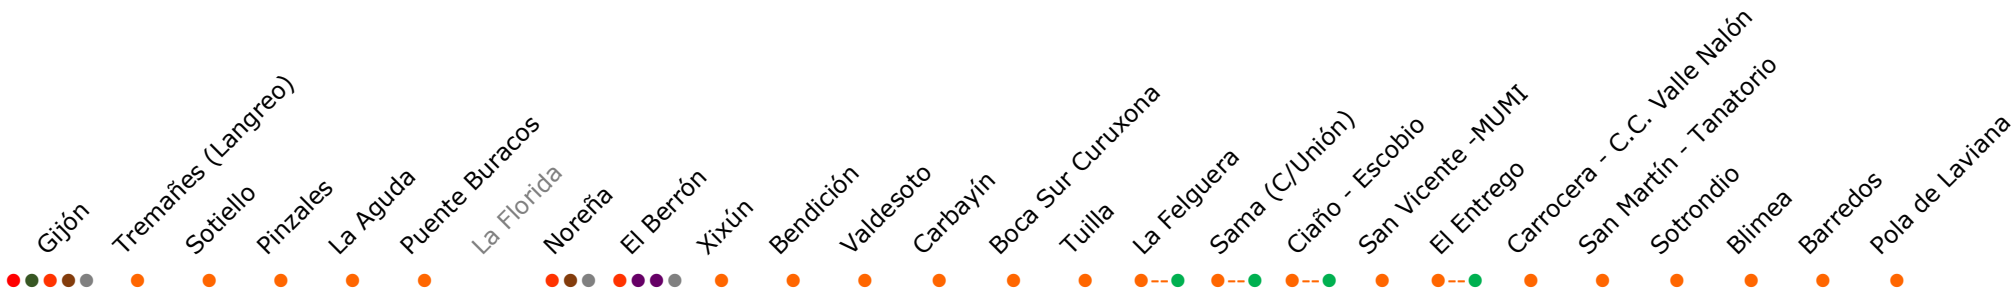 Gijón
Tremañes (Langreo)
Sotiello
Pinzales
La Aguda
Puente Buracos
La Florida
Noreña
El Berrón
Xixún
Bendición
Valdesoto
Carbayín
Boca Sur Curuxona
Tuilla
La Felguera
Sama (C/Unión)
Ciaño - Escobio
San Vicente -MUMI
El Entrego
Carrocera - C.C. Valle Nalón
San Martín - Tanatorio
Sotrondio
Blimea
Barredos
Pola de Laviana